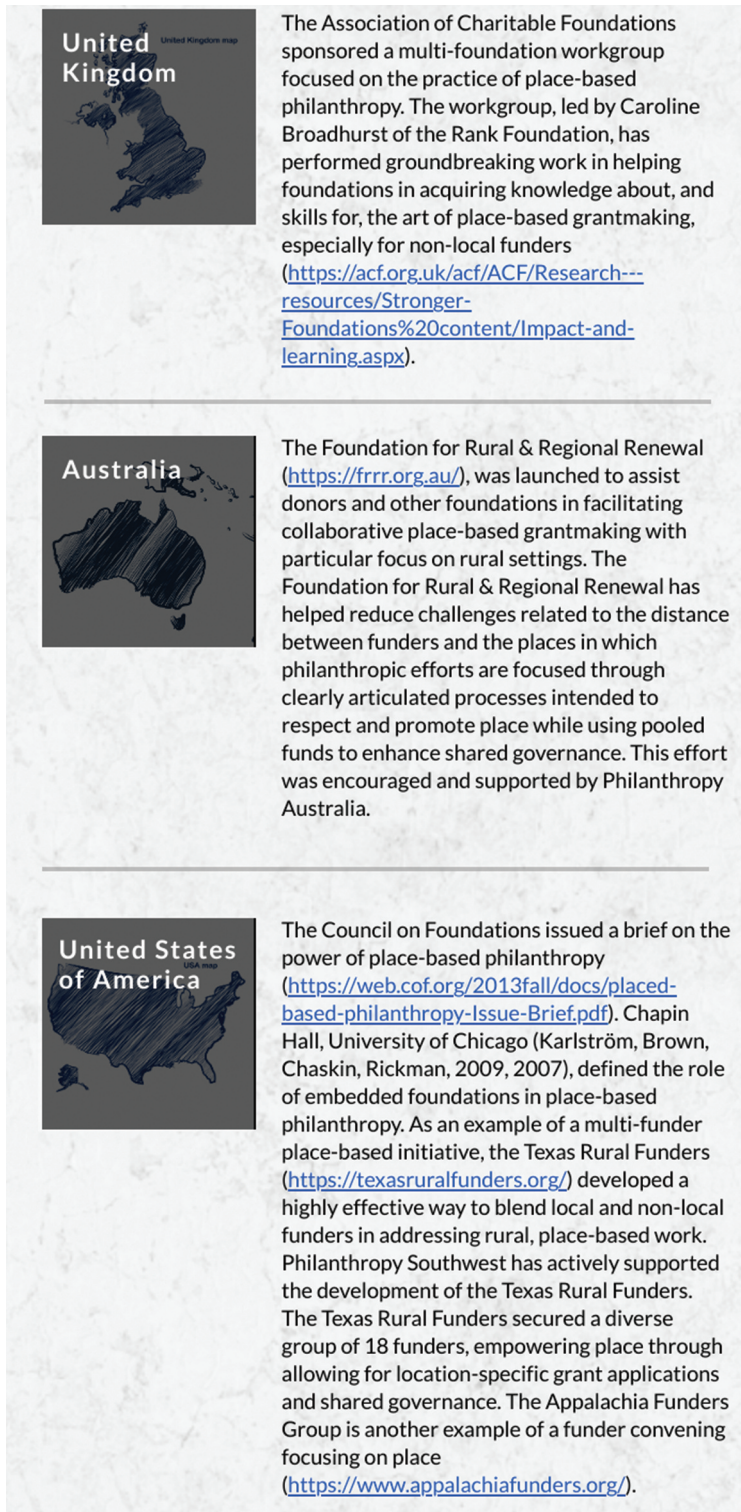 United
Kingdom
United Kingdom map
The Association of Charitable Foundations
sponsored a multi-foundation workgroup
focused on the practice of place-based
philanthropy. The workgroup, led by Caroline
Broadhurst of the Rank Foundation, has
performed groundbreaking work in helping
foundations in acquiring knowledge about, and
skills for, the art of place-based grantmaking,
especially for non-local funders
(https://acf.org.uk/acf/ACF/Research---
resources/Stronger-
Foundations%20content/Impact-and-
learning.aspx).
Australia
The Foundation for Rural & Regional Renewal
(https://frrr.org.au/), was launched to assist
donors and other foundations in facilitating
collaborative place-based grantmaking with
particular focus on rural settings. The
Foundation for Rural & Regional Renewal has
helped reduce challenges related to the distance
between funders and the places in which
philanthropic efforts are focused through
clearly articulated processes intended to
respect and promote place while using pooled
funds to enhance shared governance. This effort
was encouraged and supported by Philanthropy
Australia.
United States
of America
USA map
The Council on Foundations issued a brief on the
power of place-based philanthropy
(https://web.cof.org/2013fall/docs/placed-
based-philanthropy-Issue-Brief.pdf). Chapin
Hall, University of Chicago (Karlström, Brown,
Chaskin, Rickman, 2009, 2007), defined the role
of embedded foundations in place-based
philanthropy. As an example of a multi-funder
place-based initiative, the Texas Rural Funders
(https://texasruralfunders.org/) developed a
highly effective way to blend local and non-local
funders in addressing rural, place-based work.
Philanthropy Southwest has actively supported
the development of the Texas Rural Funders.
The Texas Rural Funders secured a diverse
group of 18 funders, empowering place through
allowing for location-specific grant applications
and shared governance. The Appalachia Funders
Group is another example of a funder convening
focusing on place
(https://www.appalachiafunders.org/).